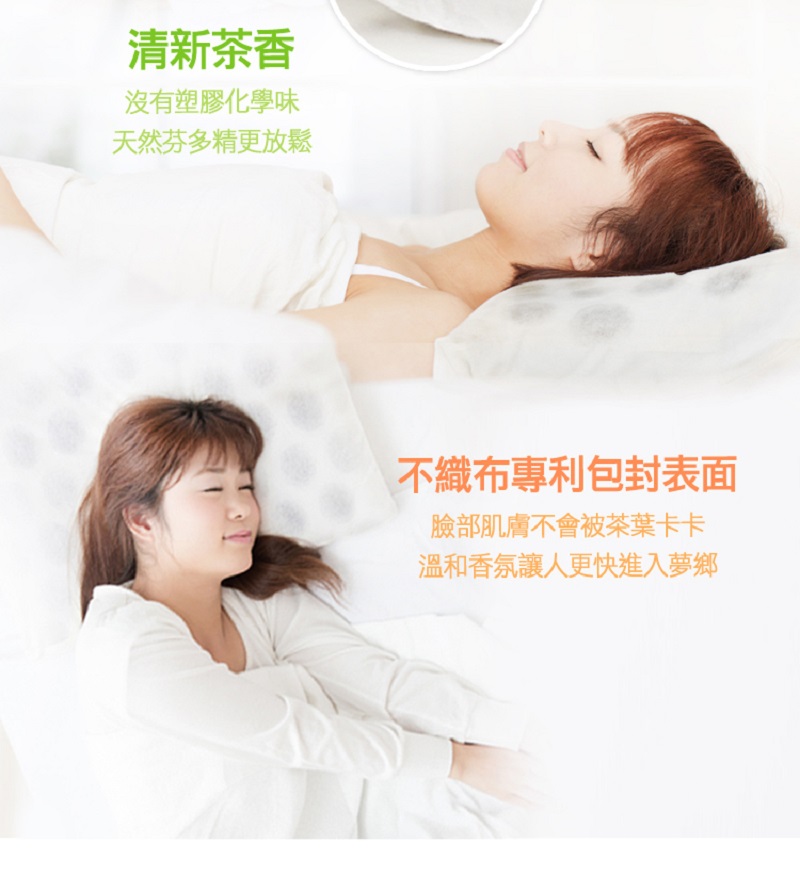 清新茶香
沒有塑膠化學味
天然芬多精更放鬆
不織布專利包封表面
臉部肌膚不會被茶葉卡卡
溫和香氛讓人更快進入夢鄉